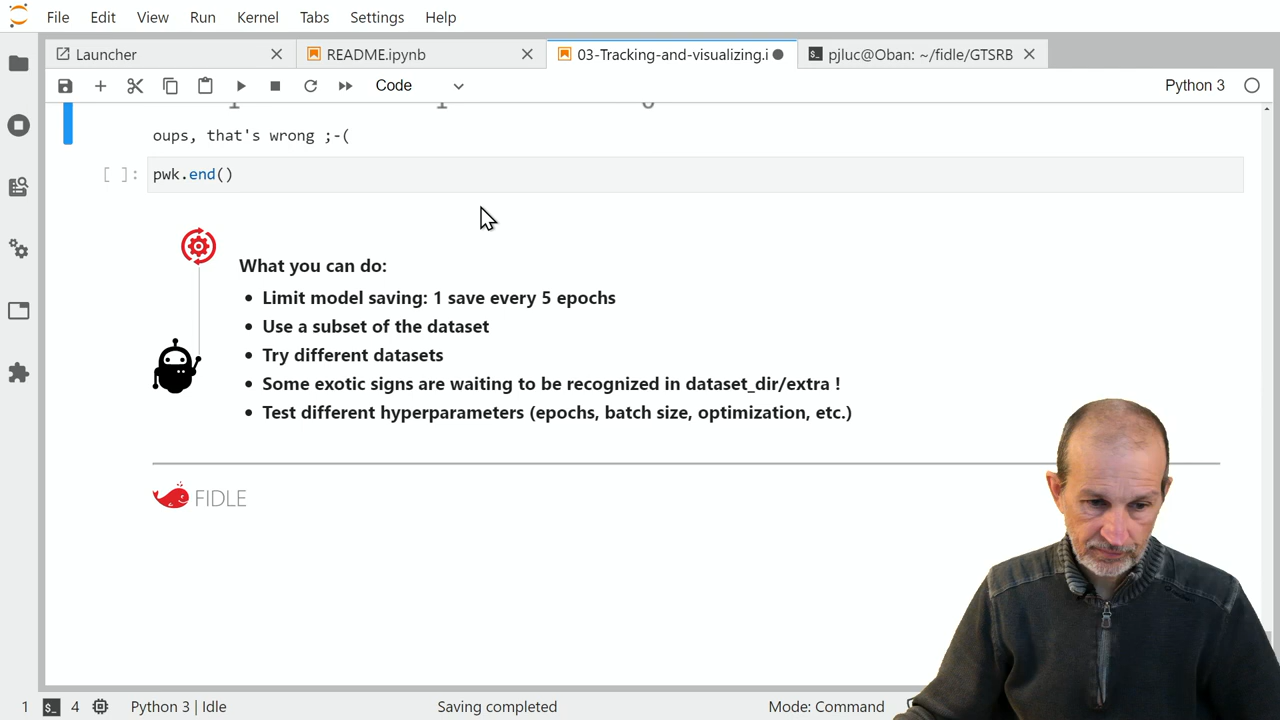 File Edit View Run Kernel Tabs Settings Help
Launcher README.ipynb 03-Tracking-and-visualizing.i pjluc@Oban: ~/fidle/GTSRB
Code Python 3
oups, that's wrong ;-(
[ ]: pwk.end()
What you can do:
• Limit model saving: 1 save every 5 epochs
• Use a subset of the dataset
• Try different datasets
• Some exotic signs are waiting to be recognized in dataset_dir/extra !
• Test different hyperparameters (epochs, batch size, optimization, etc.)
FIDLE
1 $_ 4 Python 3 | Idle Saving completed Mode: Command